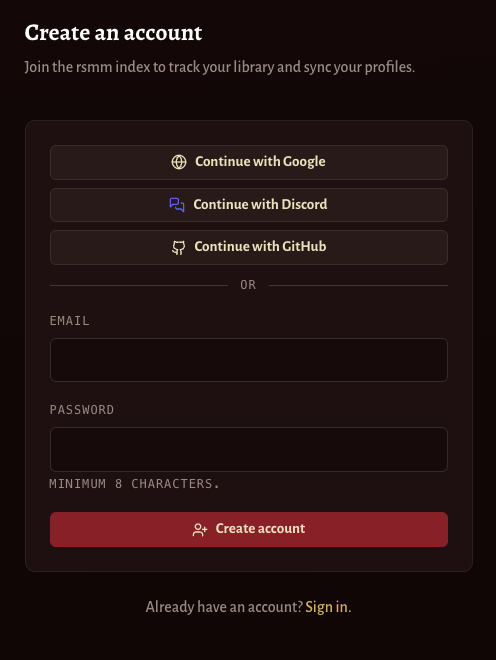 Create an account
Join the rsmm index to track your library and sync your profiles.
Continue with Google
Continue with Discord
Continue with GitHub
OR
EMAIL
PASSWORD
MINIMUM 8 CHARACTERS.
Create account
Already have an account? Sign in.